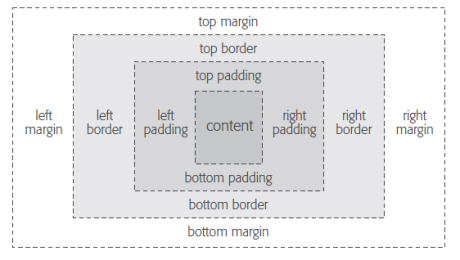 top margin
top border
top padding
left margin
left border
left padding
content
right padding
right border
right margin
bottom padding
bottom border
bottom margin